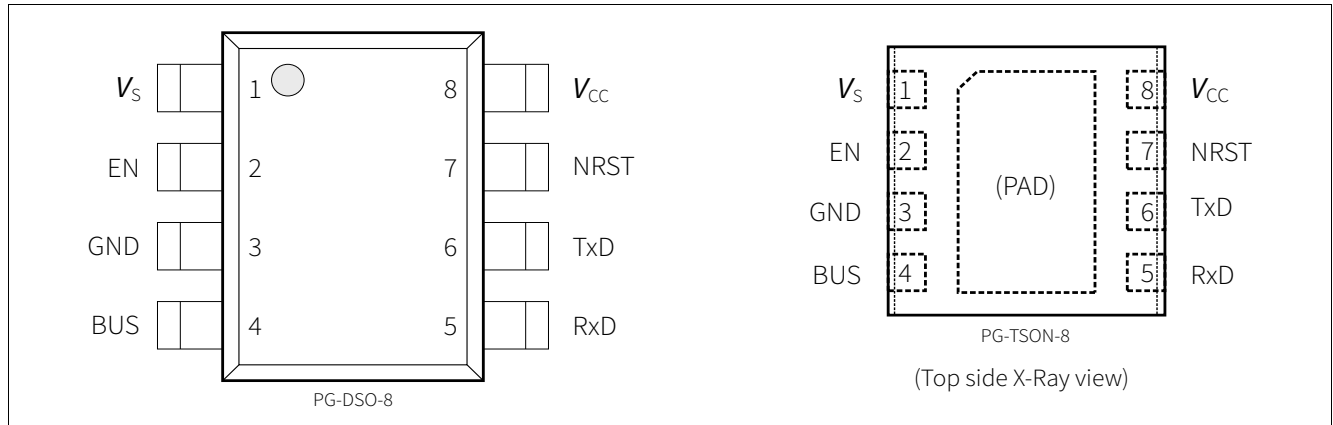 VS 1 8 VCC
EN 2 7 NRST
GND 3 6 TxD
BUS 4 5 RxD
PG-DSO-8
VS 1 8 VCC
EN 2 7 NRST
(PAD)
GND 3 6 TxD
BUS 4 5 RxD
PG-TSON-8
(Top side X-Ray view)